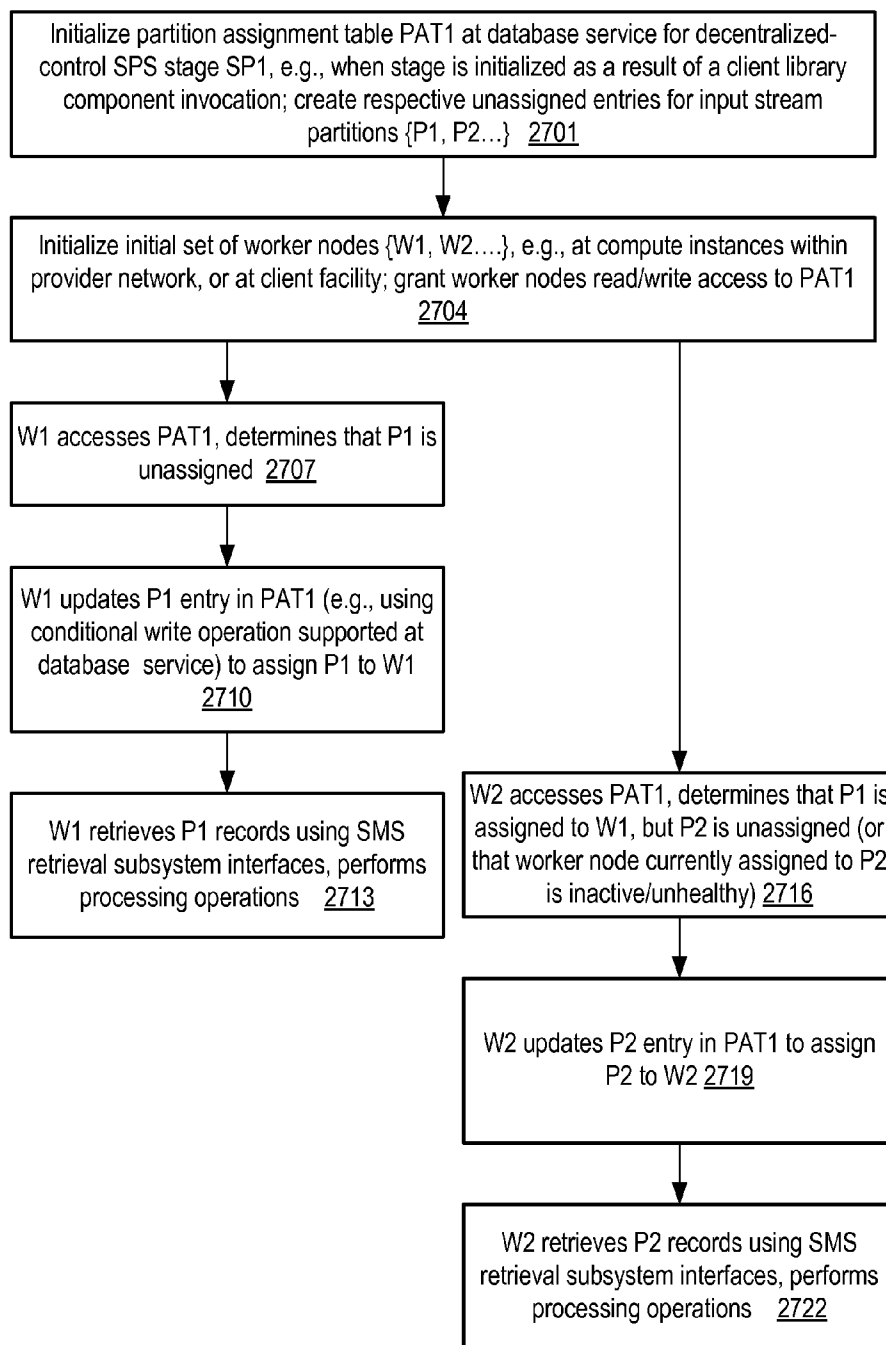 Initialize partition assignment table PAT1 at database service for decentralized-
control SPS stage SP1, e.g., when stage is initialized as a result of a client library
component invocation; create respective unassigned entries for input stream
partitions {P1, P2…} 2701
Initialize initial set of worker nodes {W1, W2….}, e.g., at compute instances within
provider network, or at client facility; grant worker nodes read/write access to PAT1
2704
W1 accesses PAT1, determines that P1 is
unassigned 2707
W1 updates P1 entry in PAT1 (e.g., using
conditional write operation supported at
database service) to assign P1 to W1
2710
W1 retrieves P1 records using SMS
retrieval subsystem interfaces, performs
processing operations 2713
W2 accesses PAT1, determines that P1 is
assigned to W1, but P2 is unassigned (or
that worker node currently assigned to P2
is inactive/unhealthy) 2716
W2 updates P2 entry in PAT1 to assign
P2 to W2 2719
W2 retrieves P2 records using SMS
retrieval subsystem interfaces, performs
processing operations 2722